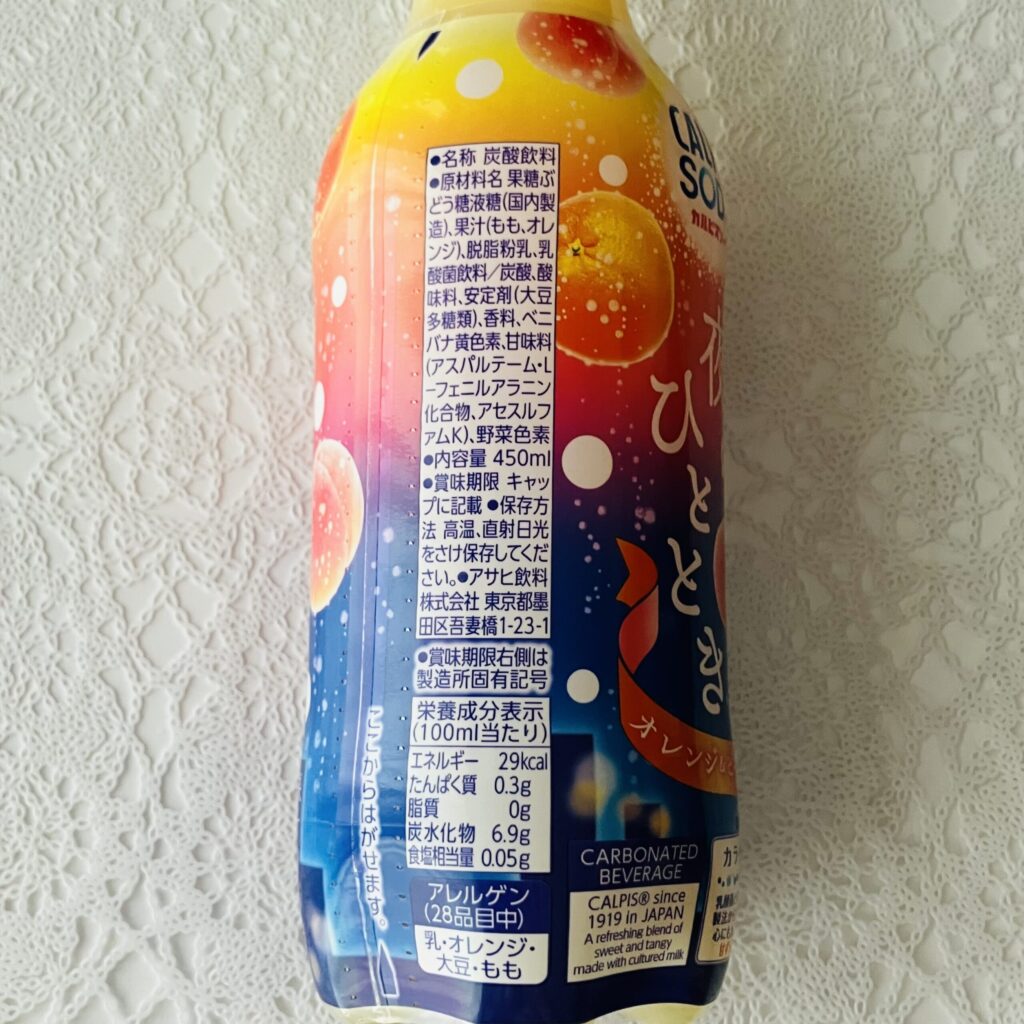 ●名称 炭酸飲料
●原材料名 果糖ぶ
どう糖液糖(国内製
造)、果汁(もも、オレ
ンジ)、脱脂粉乳、乳
酸菌飲料/炭酸、酸
味料、安定剤(大豆
多糖類)、香料、ベニ
バナ黄色素、甘味料
(アスパルテーム・L
-フェニルアラニン
化合物、アセスルフ
ァムK)、野菜色素
●内容量 450ml
●賞味期限 キャッ
プに記載 ●保存方
法 高温、直射日光
をさけ保存してくだ
さい。●アサヒ飲料
株式会社 東京都墨
田区吾妻橋1-23-1
●賞味期限右側は
製造所固有記号
栄養成分表示
(100ml当たり)
エネルギー 29kcal
たんぱく質 0.3g
脂質 0g
炭水化物 6.9g
食塩相当量 0.05g
アレルゲン
(28品目中)
乳・オレンジ・
大豆・もも
ここからはがせます。
SOD
カルピス
ひととき
オレンジ&
CARBONATED
BEVERAGE
CALPIS® since
1919 in JAPAN
A refreshing blend of
sweet and tangy
made with cultured milk